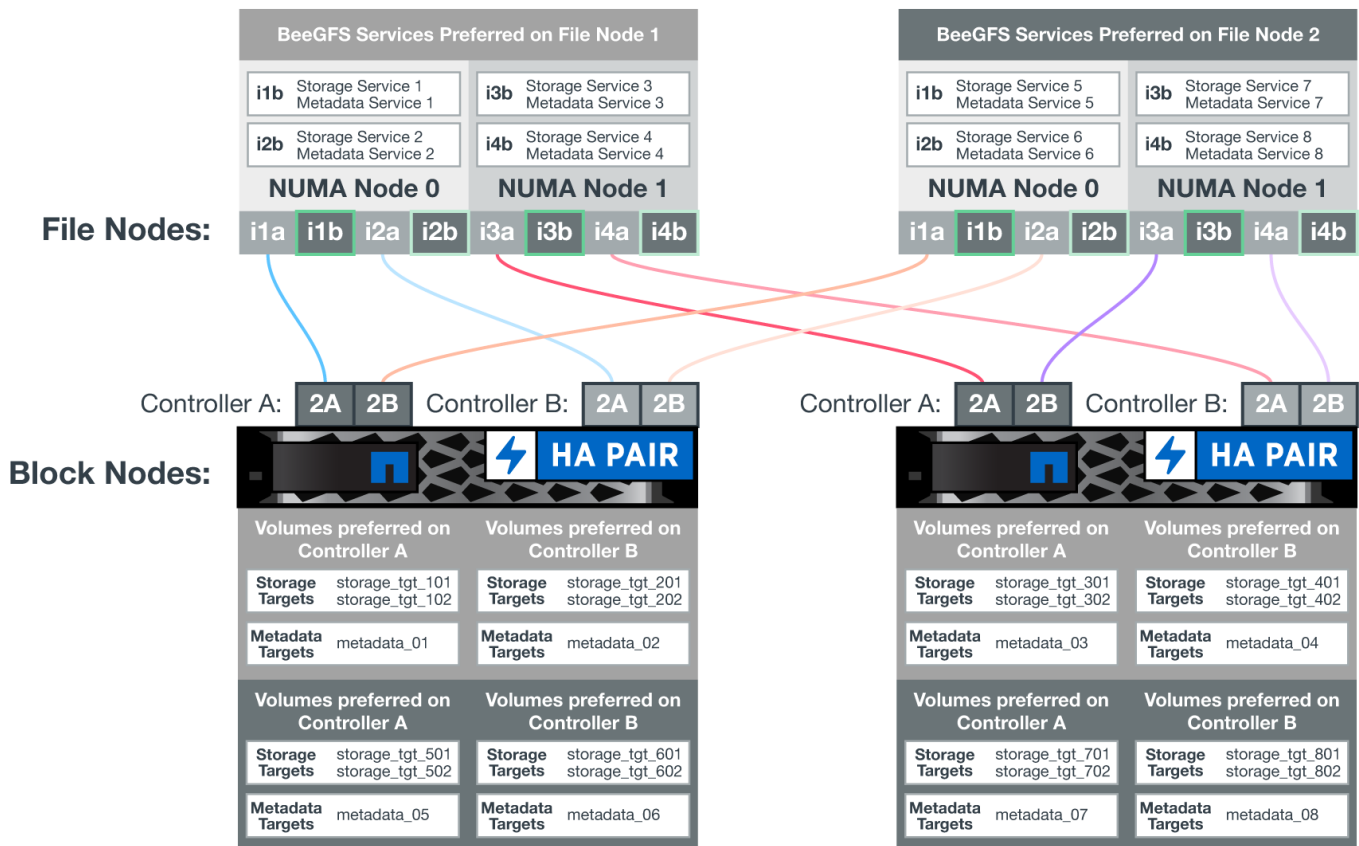 BeeGFS Services Preferred on File Node 1
i1b
Storage Service 1
Metadata Service 1
i3b
Storage Service 3
Metadata Service 3
i2b
Storage Service 2
Metadata Service 2
i4b
Storage Service 4
Metadata Service 4
NUMA Node 0
NUMA Node 1
BeeGFS Services Preferred on File Node 2
i1b
Storage Service 5
Metadata Service 5
i3b
Storage Service 7
Metadata Service 7
i2b
Storage Service 6
Metadata Service 6
i4b
Storage Service 8
Metadata Service 8
NUMA Node 0
NUMA Node 1
File Nodes:
i1a i1b i2a i2b i3a i3b i4a i4b
i1a i1b i2a i2b i3a i3b i4a i4b
Controller A: 2A 2B Controller B: 2A 2B
Controller A: 2A 2B Controller B: 2A 2B
Block Nodes:
HA PAIR
HA PAIR
Volumes preferred on
Controller A
Storage
Targets
storage_tgt_101
storage_tgt_102
Metadata
Targets
metadata_01
Volumes preferred on
Controller B
Storage
Targets
storage_tgt_201
storage_tgt_202
Metadata
Targets
metadata_02
Volumes preferred on
Controller A
Storage
Targets
storage_tgt_301
storage_tgt_302
Metadata
Targets
metadata_03
Volumes preferred on
Controller B
Storage
Targets
storage_tgt_401
storage_tgt_402
Metadata
Targets
metadata_04
Volumes preferred on
Controller A
Storage
Targets
storage_tgt_501
storage_tgt_502
Metadata
Targets
metadata_05
Volumes preferred on
Controller B
Storage
Targets
storage_tgt_601
storage_tgt_602
Metadata
Targets
metadata_06
Volumes preferred on
Controller A
Storage
Targets
storage_tgt_701
storage_tgt_702
Metadata
Targets
metadata_07
Volumes preferred on
Controller B
Storage
Targets
storage_tgt_801
storage_tgt_802
Metadata
Targets
metadata_08